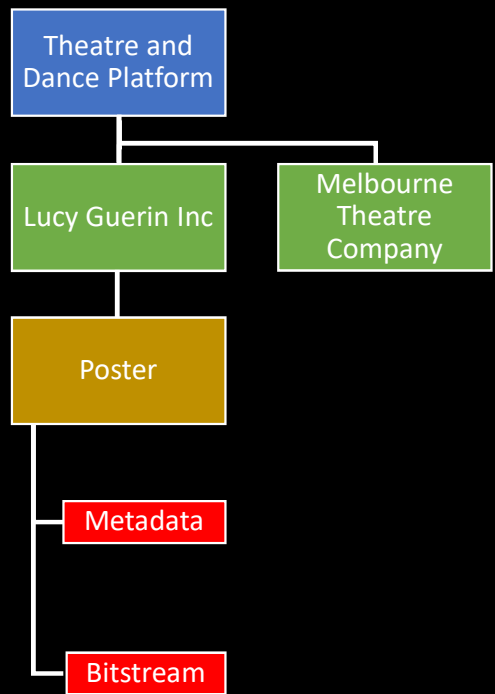 Theatre and
Dance Platform
Lucy Guerin Inc
Melbourne
Theatre
Company
Poster
Metadata
Bitstream